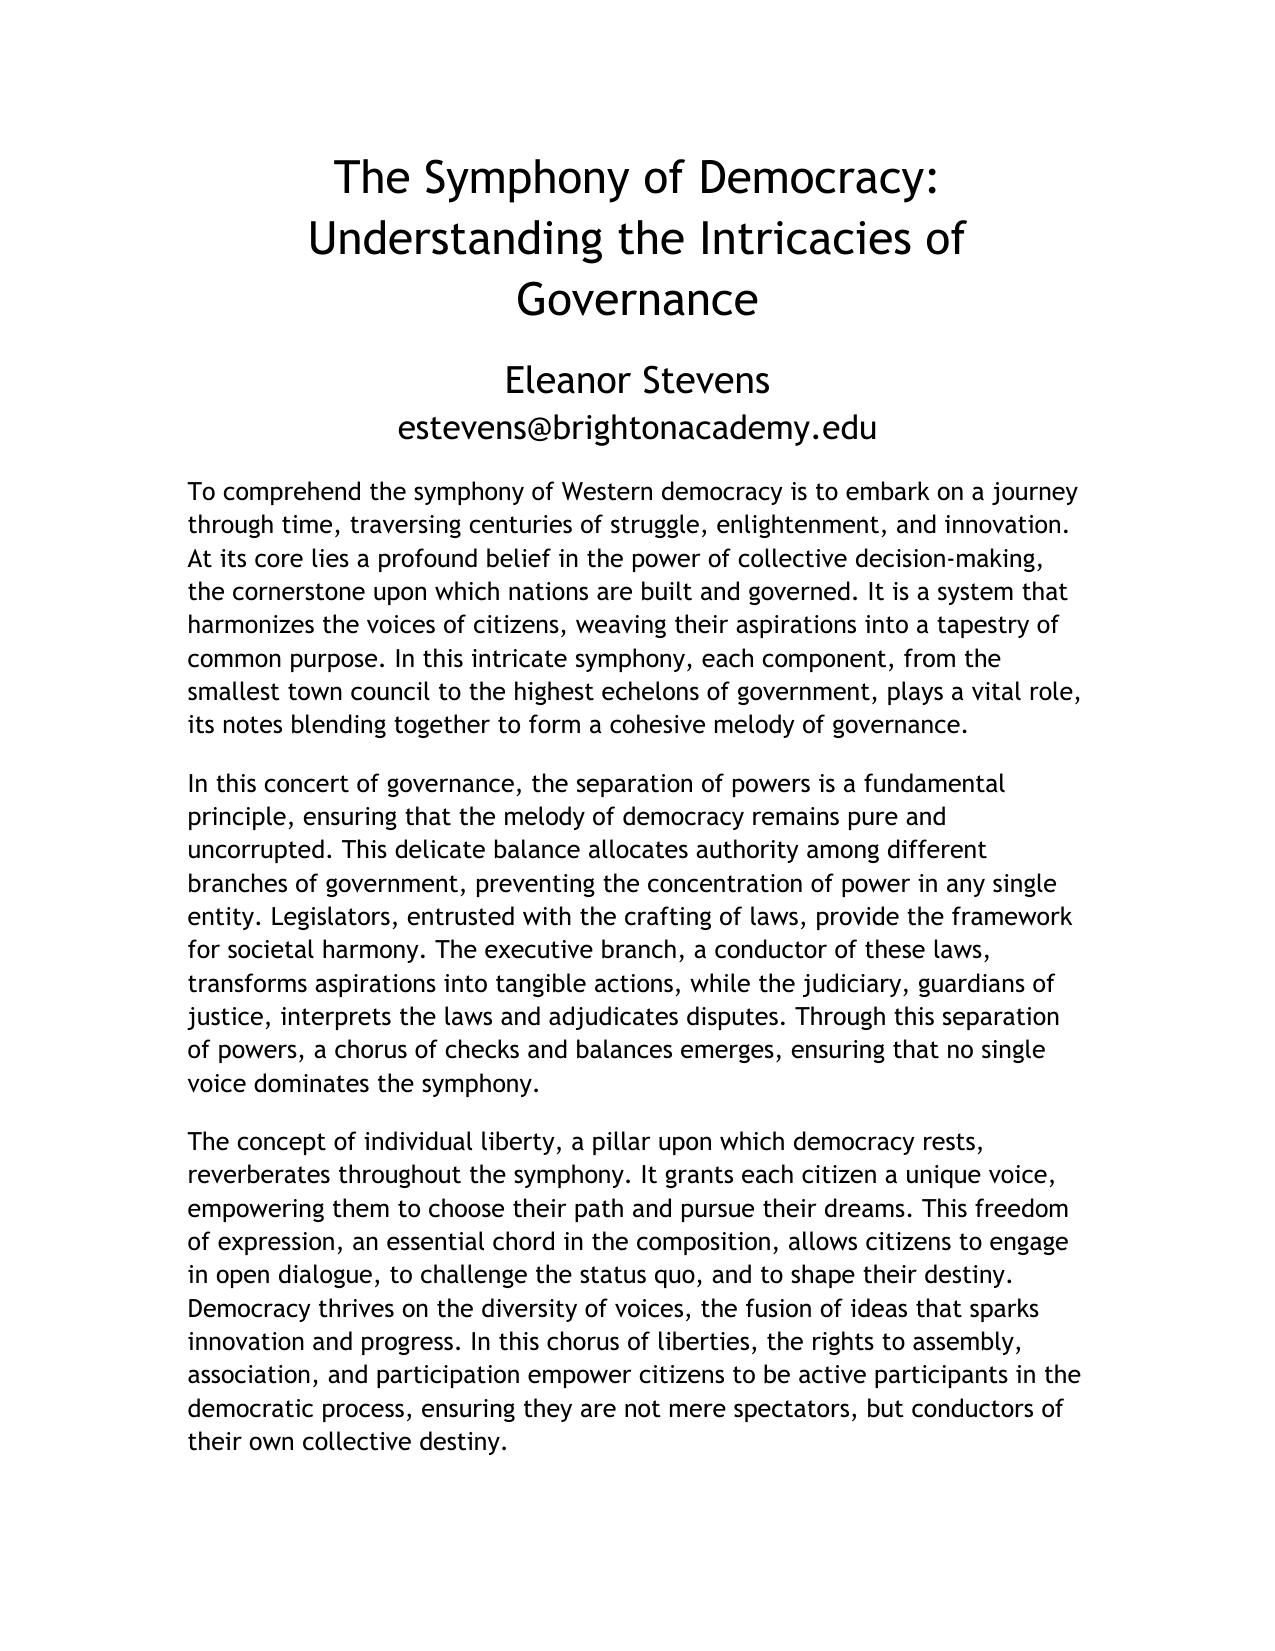 The Symphony of Democracy:
Understanding the Intricacies of
Governance
Eleanor Stevens
estevens@brightonacademy.edu
To comprehend the symphony of Western democracy is to embark on a journey
through time, traversing centuries of struggle, enlightenment, and innovation.
At its core lies a profound belief in the power of collective decision-making,
the cornerstone upon which nations are built and governed. It is a system that
harmonizes the voices of citizens, weaving their aspirations into a tapestry of
common purpose. In this intricate symphony, each component, from the
smallest town council to the highest echelons of government, plays a vital role,
its notes blending together to form a cohesive melody of governance.
In this concert of governance, the separation of powers is a fundamental
principle, ensuring that the melody of democracy remains pure and
uncorrupted. This delicate balance allocates authority among different
branches of government, preventing the concentration of power in any single
entity. Legislators, entrusted with the crafting of laws, provide the framework
for societal harmony. The executive branch, a conductor of these laws,
transforms aspirations into tangible actions, while the judiciary, guardians of
justice, interprets the laws and adjudicates disputes. Through this separation
of powers, a chorus of checks and balances emerges, ensuring that no single
voice dominates the symphony.
The concept of individual liberty, a pillar upon which democracy rests,
reverberates throughout the symphony. It grants each citizen a unique voice,
empowering them to choose their path and pursue their dreams. This freedom
of expression, an essential chord in the composition, allows citizens to engage
in open dialogue, to challenge the status quo, and to shape their destiny.
Democracy thrives on the diversity of voices, the fusion of ideas that sparks
innovation and progress. In this chorus of liberties, the rights to assembly,
association, and participation empower citizens to be active participants in the
democratic process, ensuring they are not mere spectators, but conductors of
their own collective destiny.